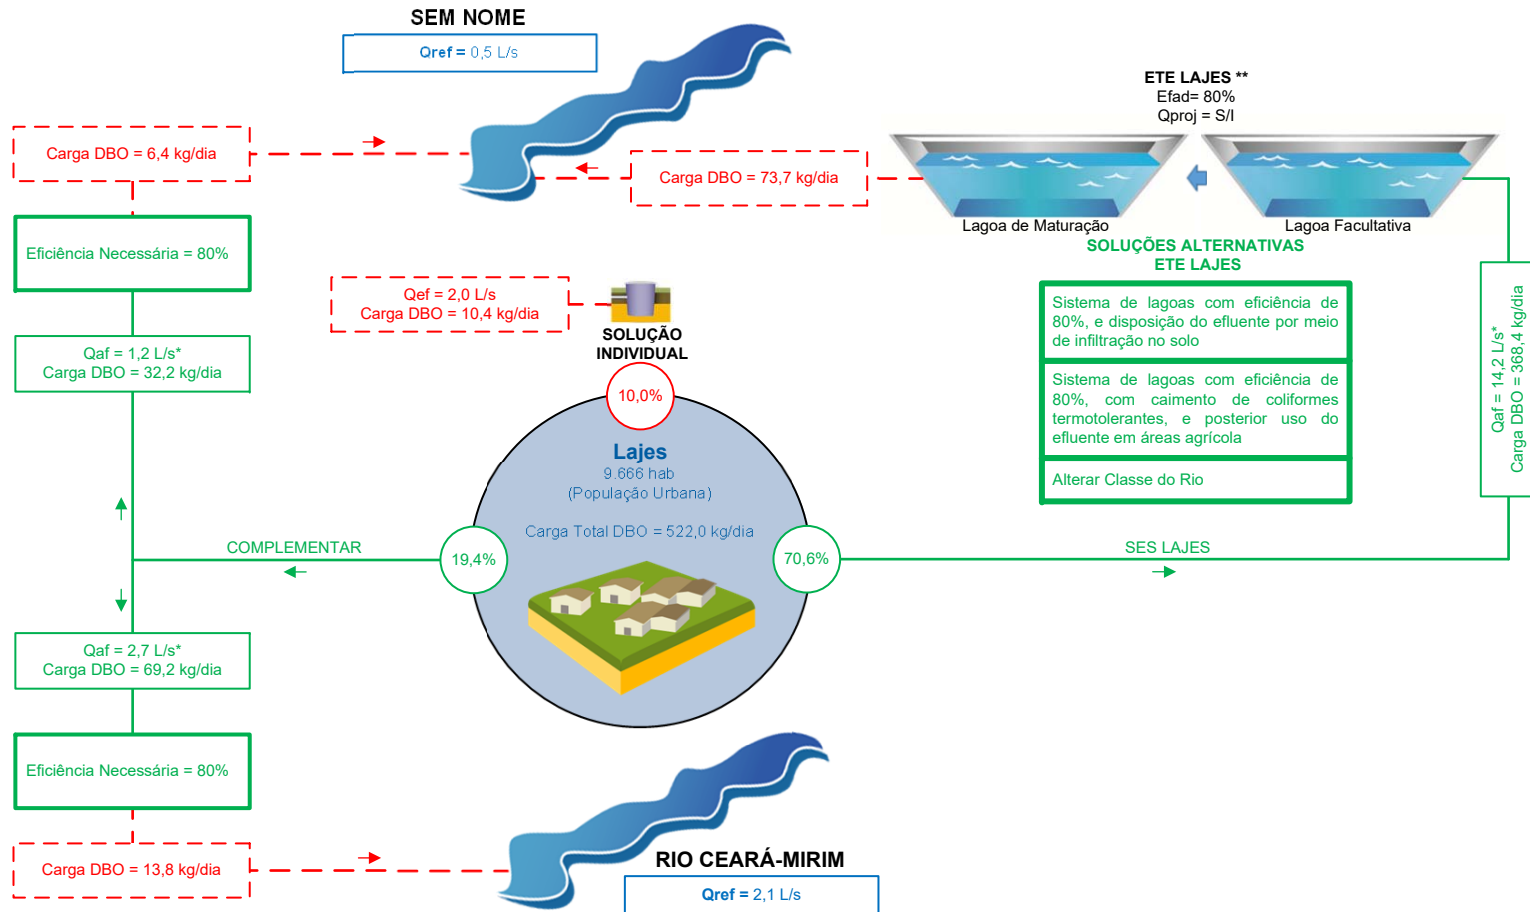 SEM NOME
Qref = 0,5 L/s
ETE LAJES **
Efad= 80%
Qproj = S/I
Carga DBO = 6,4 kg/dia
Carga DBO = 73,7 kg/dia
Lagoa de Maturação
Lagoa Facultativa
Eficiência Necessária = 80%
SOLUÇÕES ALTERNATIVAS
ETE LAJES
Sistema de lagoas com eficiência de
80%, e disposição do efluente por meio
de infiltração no solo
Sistema de lagoas com eficiência de
80%, com caimento de coliformes
termotolerantes, e posterior uso do
efluente em áreas agrícola
Alterar Classe do Rio
Qaf = 14,2 L/s*
Carga DBO = 368,4 kg/dia
Qef = 2,0 L/s
Carga DBO = 10,4 kg/dia
SOLUÇÃO
INDIVIDUAL
Qaf = 1,2 L/s*
Carga DBO = 32,2 kg/dia
10,0%
Lajes
9.666 hab
(População Urbana)
Carga Total DBO = 522,0 kg/dia
COMPLEMENTAR
19,4%
70,6%
SES LAJES
Qaf = 2,7 L/s*
Carga DBO = 69,2 kg/dia
Eficiência Necessária = 80%
Carga DBO = 13,8 kg/dia
RIO CEARÁ-MIRIM
Qref = 2,1 L/s